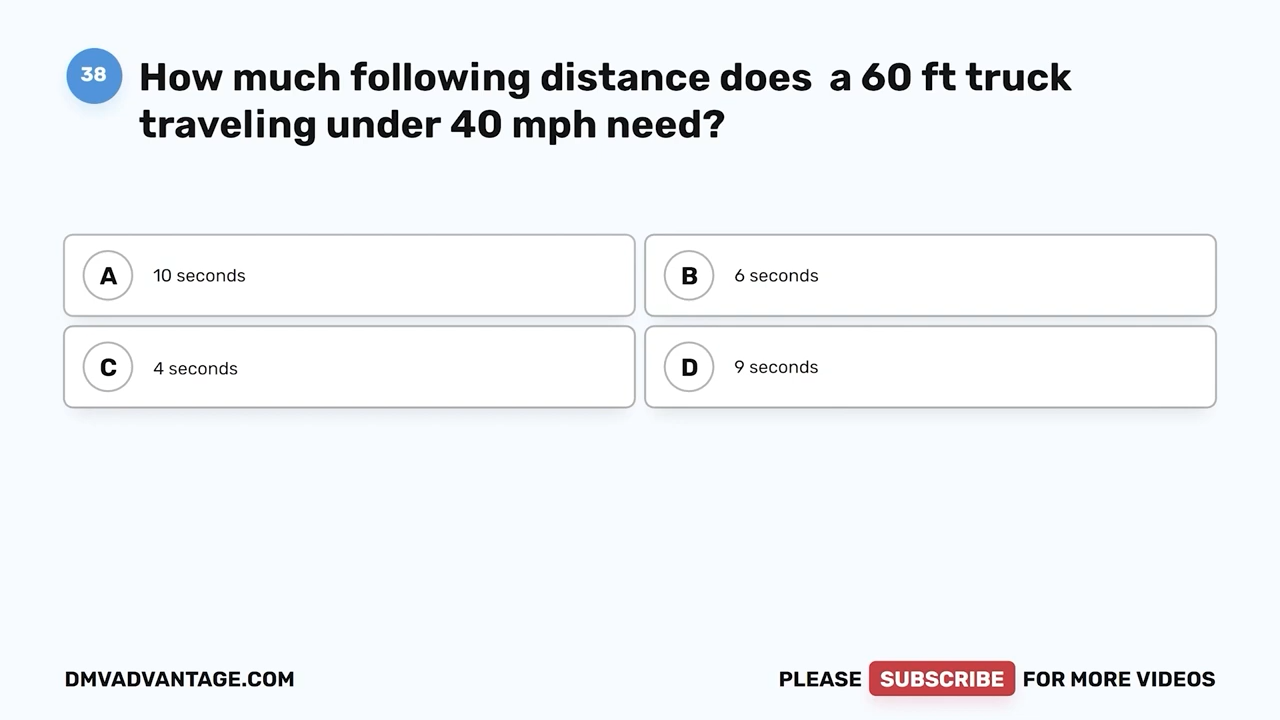 38
How much following distance does a 60 ft truck
traveling under 40 mph need?
A 10 seconds
B 6 seconds
C 4 seconds
D 9 seconds
DMVADVANTAGE.COM
PLEASE SUBSCRIBE FOR MORE VIDEOS